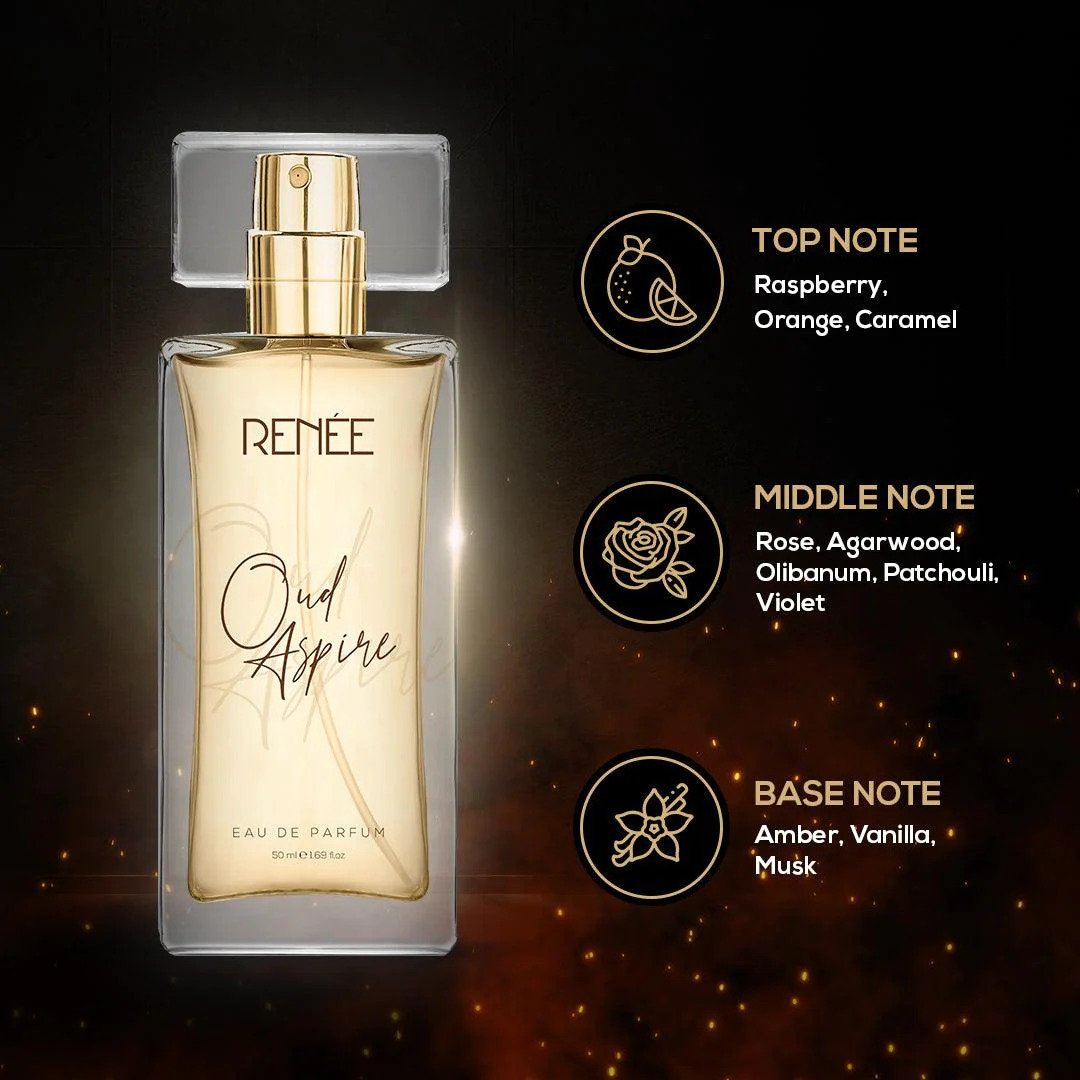 RENÉE
Oud
Aspire
EAU DE PARFUM
50 ml ℮ 1.69 fl.oz
TOP NOTE
Raspberry,
Orange, Caramel
MIDDLE NOTE
Rose, Agarwood,
Olibanum, Patchouli,
Violet
BASE NOTE
Amber, Vanilla,
Musk